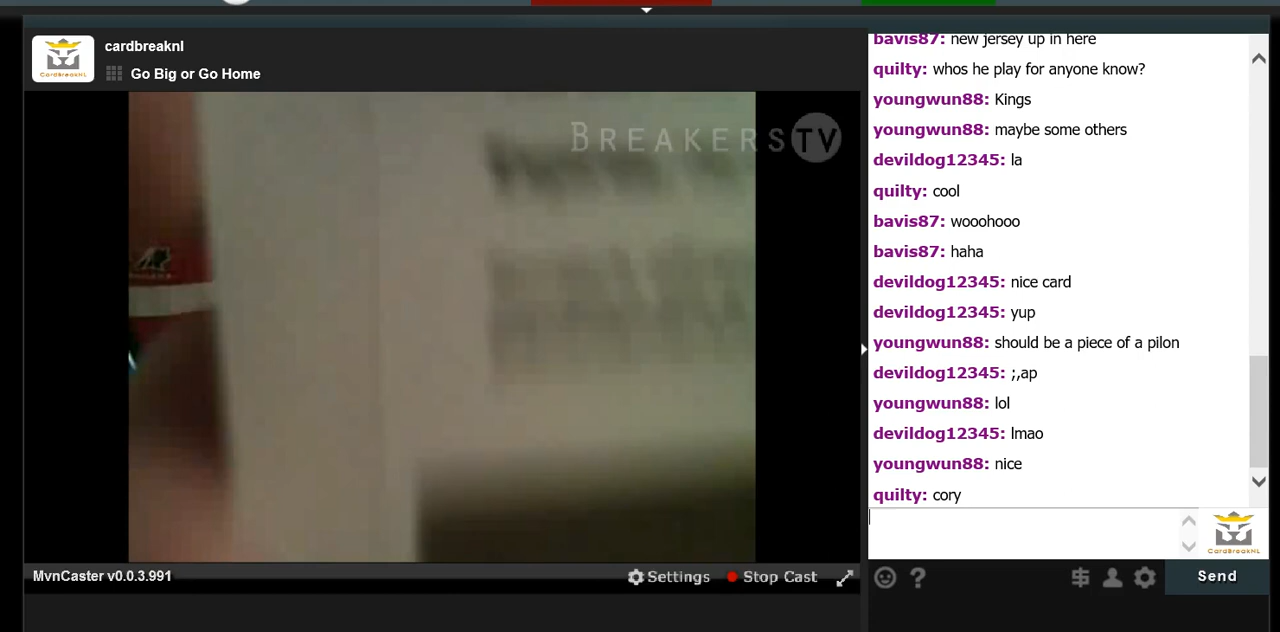 cardbreaknl
CardBreakNL
Go Big or Go Home
BREAKERS TV
bavis87: new jersey up in here
quilty: whos he play for anyone know?
youngwun88: Kings
youngwun88: maybe some others
devildog12345: la
quilty: cool
bavis87: wooohooo
bavis87: haha
devildog12345: nice card
devildog12345: yup
youngwun88: should be a piece of a pilon
devildog12345: ;,ap
youngwun88: lol
devildog12345: lmao
youngwun88: nice
quilty: cory
CardBreakNL
MvnCaster v0.0.3.991
Settings
Stop Cast
?
Send